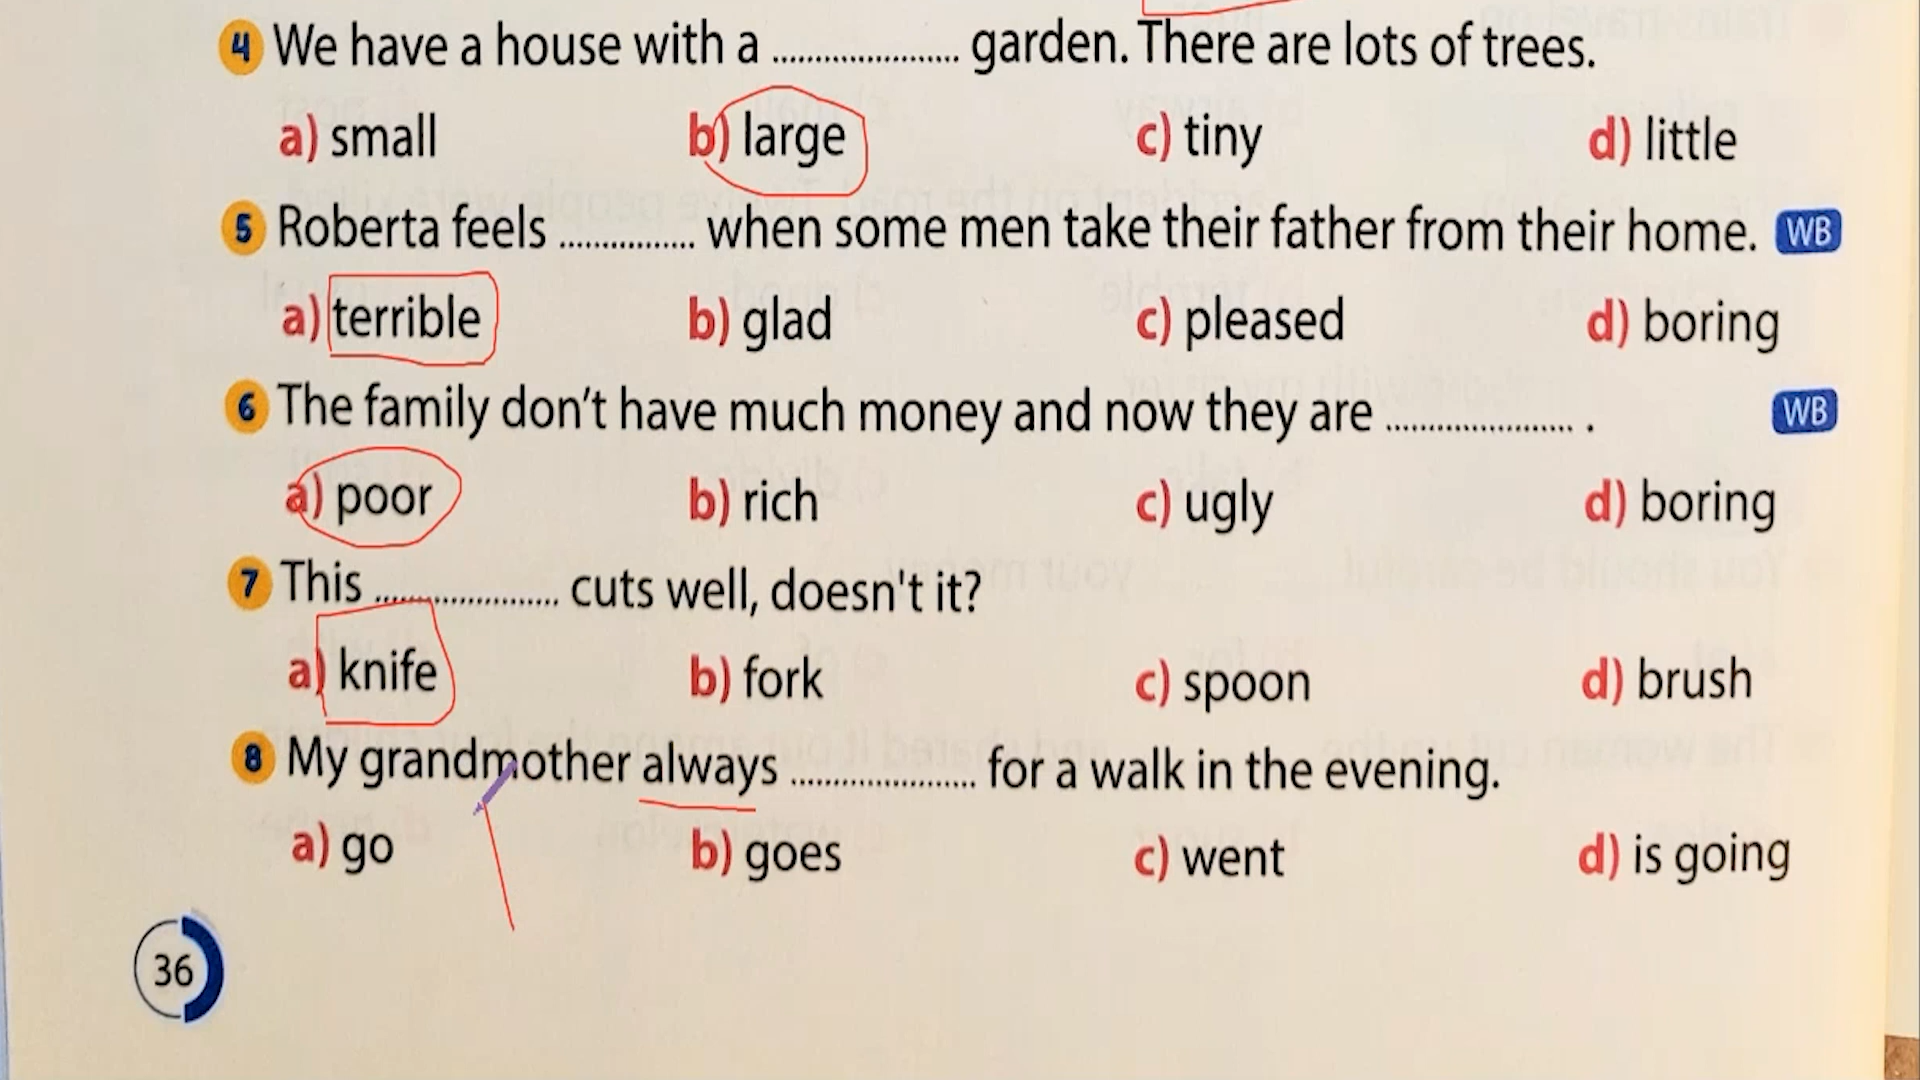 4 We have a house with a ...................... garden. There are lots of trees.
a) small b) large c) tiny d) little
5 Roberta feels ................ when some men take their father from their home. WB
a) terrible b) glad c) pleased d) boring
6 The family don't have much money and now they are ...................... . WB
a) poor b) rich c) ugly d) boring
7 This ...................... cuts well, doesn't it?
a) knife b) fork c) spoon d) brush
8 My grandmother always ...................... for a walk in the evening.
a) go b) goes c) went d) is going
36